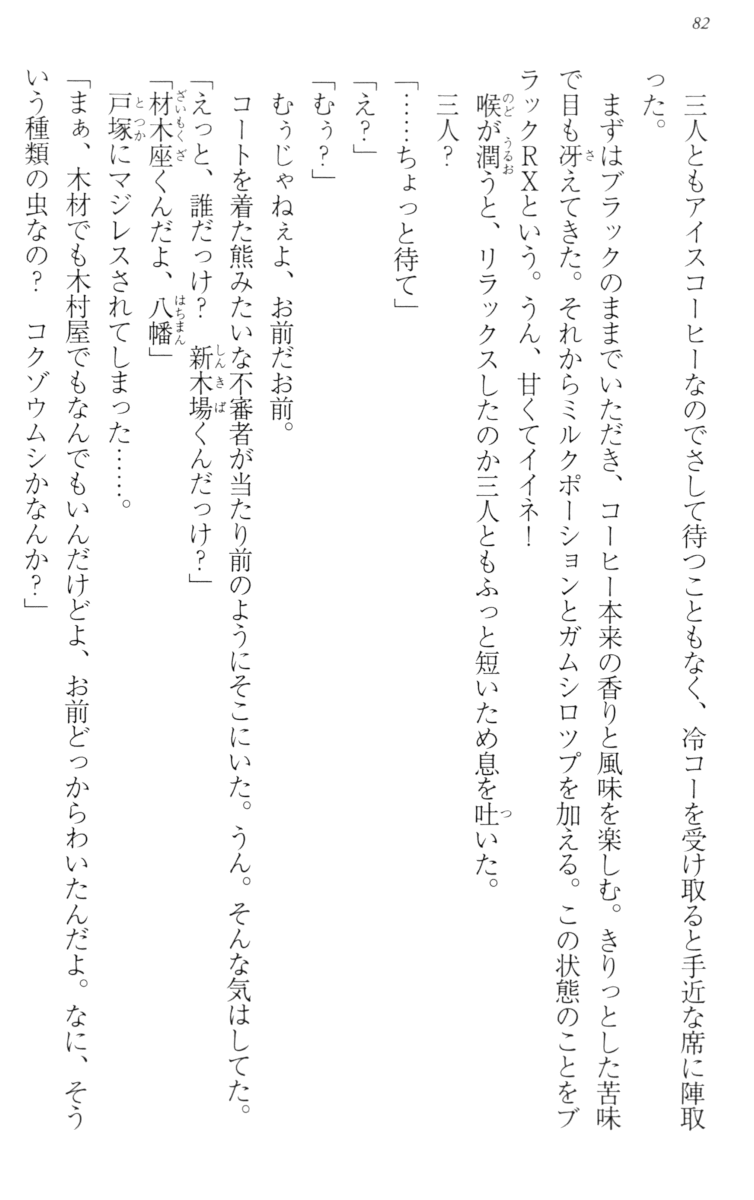 82
三人ともアイスコーヒーなのでさして待つこともなく、冷コーを受け取ると手近な席に陣取
った。
まずはブラックのままでいただき、コーヒー本来の香りと風味を楽しむ。きりっとした苦味
で目も冴えてきた。それからミルクポーションとガムシロップを加える。この状態のことをブ
ラックRXという。うん、甘くてイイネ！
喉が潤うと、リラックスしたのか三人ともふっと短いため息を吐いた。
三人？
「……ちょっと待て」
「え？」
「むぅ？」
むぅじゃねぇよ、お前だお前。
コートを着た熊みたいな不審者が当たり前のようにそこにいた。うん。そんな気はしてた。
「えっと、誰だっけ？　新木場くんだっけ？」
「材木座くんだよ、八幡」
戸塚にマジレスされてしまった……。
「まぁ、木材でも木村屋でもなんでもいんだけどよ、お前どっからわいたんだよ。なに、そう
いう種類の虫なの？　コクゾウムシかなんか？」